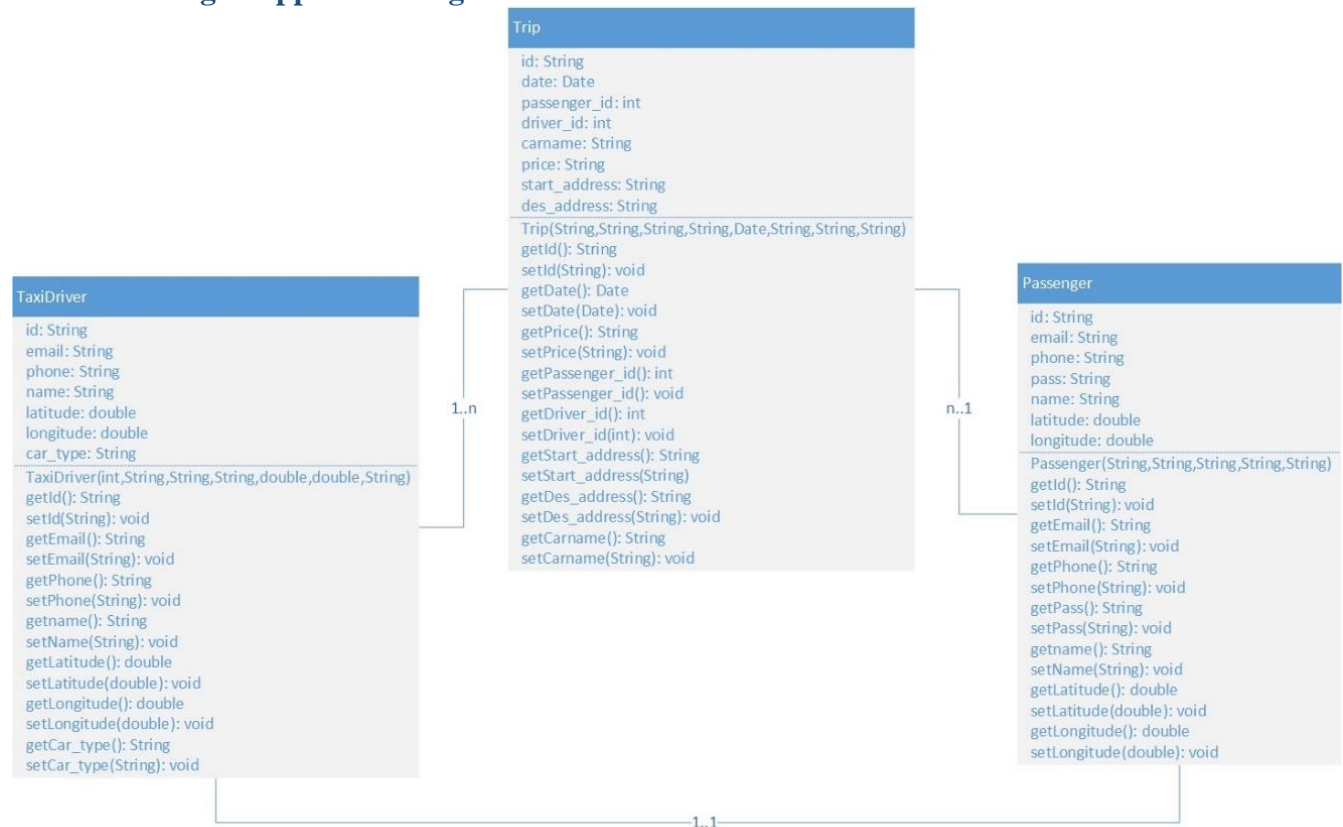 Trip
id: String
date: Date
passenger_id: int
driver_id: int
carname: String
price: String
start_address: String
des_address: String
Trip(String,String,String,String,Date,String,String,String)
getId(): String
setId(String): void
getDate(): Date
setDate(Date): void
getPrice(): String
setPrice(String): void
getPassenger_id(): int
setPassenger_id(): void
getDriver_id(): int
setDriver_id(int): void
getStart_address(): String
setStart_address(String)
getDes_address(): String
setDes_address(String): void
getCarname(): String
setCarname(String): void
TaxiDriver
id: String
email: String
phone: String
name: String
latitude: double
longitude: double
car_type: String
TaxiDriver(int,String,String,String,double,double,String)
getId(): String
setId(String): void
getEmail(): String
setEmail(String): void
getPhone(): String
setPhone(String): void
getname(): String
setName(String): void
getLatitude(): double
setLatitude(double): void
getLongitude(): double
setLongitude(double): void
getCar_type(): String
setCar_type(String): void
1..n
n..1
Passenger
id: String
email: String
phone: String
pass: String
name: String
latitude: double
longitude: double
Passenger(String,String,String,String,String)
getId(): String
setId(String): void
getEmail(): String
setEmail(String): void
getPhone(): String
setPhone(String): void
getPass(): String
setPass(String): void
getname(): String
setName(String): void
getLatitude(): double
setLatitude(double): void
getLongitude(): double
setLongitude(double): void
1..1